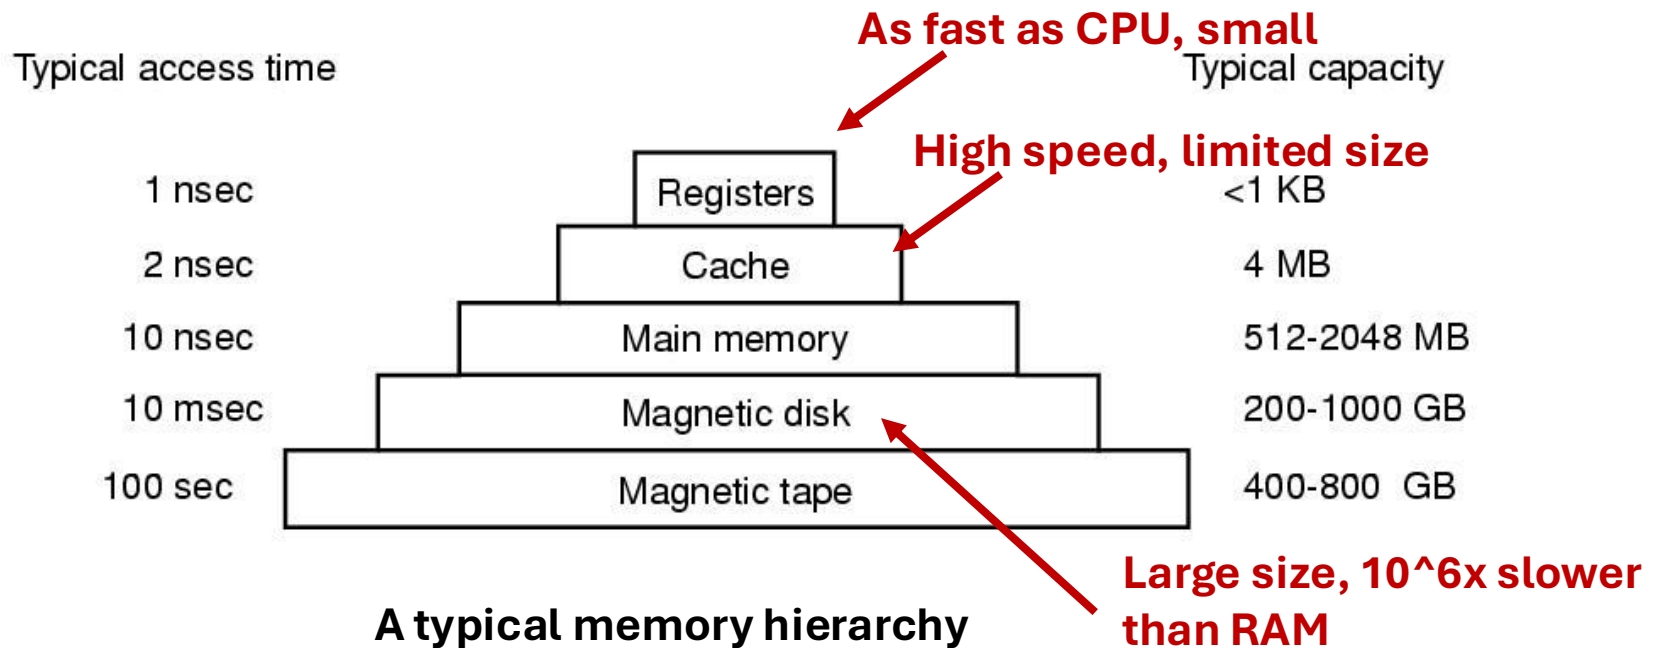 As fast as CPU, small
Typical access time
Typical capacity
High speed, limited size
1 nsec
Registers
<1 KB
2 nsec
Cache
4 MB
10 nsec
Main memory
512-2048 MB
10 msec
Magnetic disk
200-1000 GB
100 sec
Magnetic tape
400-800 GB
Large size, 10^6x slower
than RAM
A typical memory hierarchy